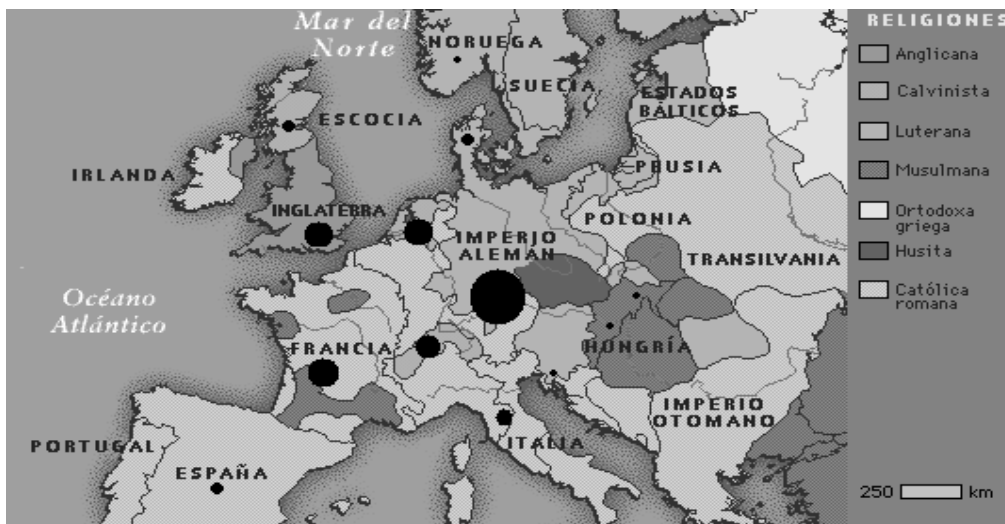 Mar del
Norte
NORUEGA
SUECIA
ESTADOS
BÁLTICOS
ESCOCIA
IRLANDA
PRUSIA
INGLATERRA
POLONIA
IMPERIO
ALEMÁN
TRANSILVANIA
Océano
Atlántico
FRANCIA
HUNGRÍA
IMPERIO
OTOMANO
ITALIA
PORTUGAL
ESPAÑA
RELIGIONES
Anglicana
Calvinista
Luterana
Musulmana
Ortodoxa
griega
Husita
Católica
romana
250 km